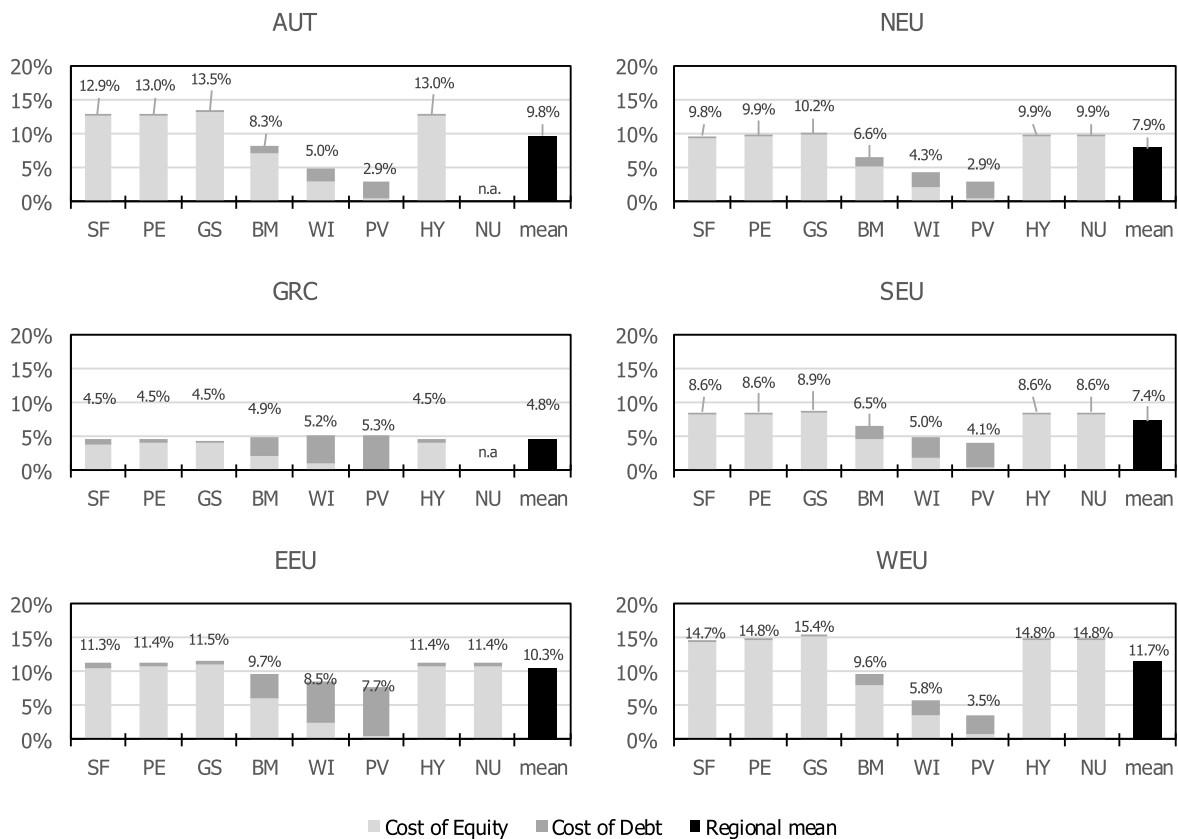 AUT
20%
15%
10%
5%
0%
12.9% 13.0% 13.5% 8.3% 5.0% 2.9% 13.0% n.a. 9.8%
SF PE GS BM WI PV HY NU mean
NEU
20%
15%
10%
5%
0%
9.8% 9.9% 10.2% 6.6% 4.3% 2.9% 9.9% 9.9% 7.9%
SF PE GS BM WI PV HY NU mean
GRC
20%
15%
10%
5%
0%
4.5% 4.5% 4.5% 4.9% 5.2% 5.3% 4.5% n.a 4.8%
SF PE GS BM WI PV HY NU mean
SEU
20%
15%
10%
5%
0%
8.6% 8.6% 8.9% 6.5% 5.0% 4.1% 8.6% 8.6% 7.4%
SF PE GS BM WI PV HY NU mean
EEU
20%
15%
10%
5%
0%
11.3% 11.4% 11.5% 9.7% 8.5% 7.7% 11.4% 11.4% 10.3%
SF PE GS BM WI PV HY NU mean
WEU
20%
15%
10%
5%
0%
14.7% 14.8% 15.4% 9.6% 5.8% 3.5% 14.8% 14.8% 11.7%
SF PE GS BM WI PV HY NU mean
Cost of Equity Cost of Debt Regional mean